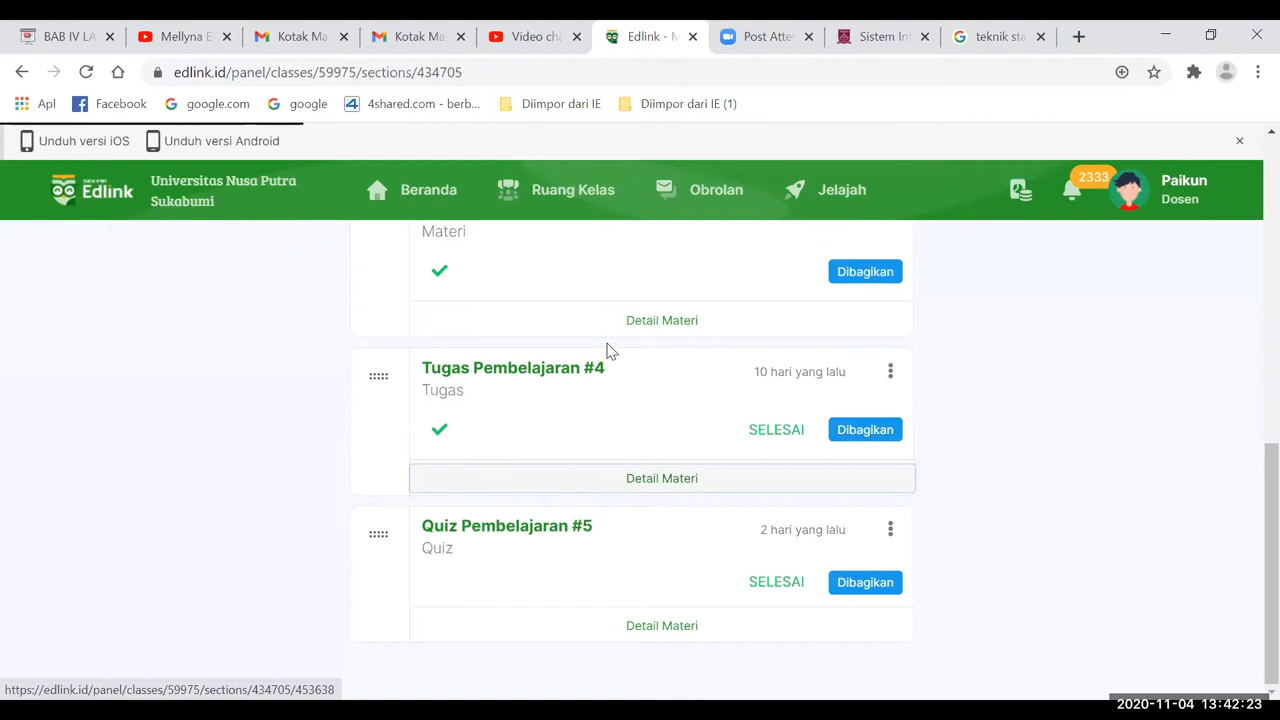 BAB IV LA
Mellyna E
Kotak Ma
Kotak Ma
Video ch
Edlink - M
Post Attes
Sistem In
teknik sta
edlink.id/panel/classes/59975/sections/434705
Apl
Facebook
google.com
google
4shared.com - berb...
Diimpor dari IE
Diimpor dari IE (1)
Unduh versi iOS
Unduh versi Android
Edlink
Universitas Nusa Putra
Sukabumi
Beranda
Ruang Kelas
Obrolan
Jelajah
2333
Paikun
Dosen
Materi
Dibagikan
Detail Materi
Tugas Pembelajaran #4
10 hari yang lalu
Tugas
SELESAI
Dibagikan
Detail Materi
Quiz Pembelajaran #5
2 hari yang lalu
Quiz
SELESAI
Dibagikan
Detail Materi
https://edlink.id/panel/classes/59975/sections/434705/453638
2020-11-04 13:42:23